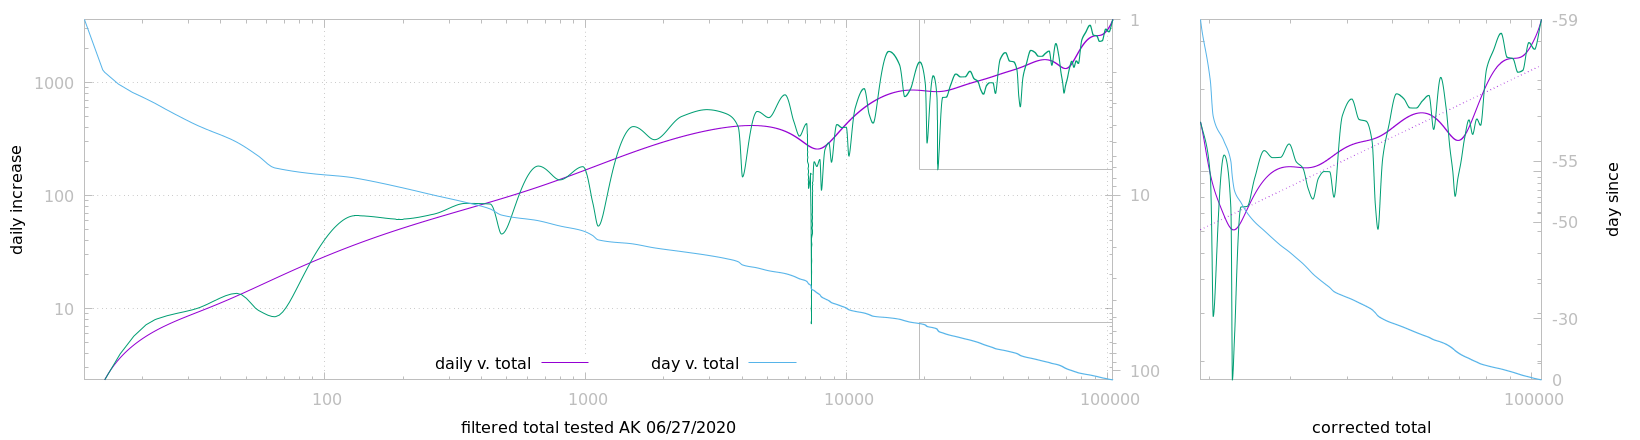 1000
100
10
daily increase
daily v. total
day v. total
1
10
100
100
1000
10000
100000
filtered total tested AK 06/27/2020
-59
-55
-50
-30
0
day since
100000
corrected total